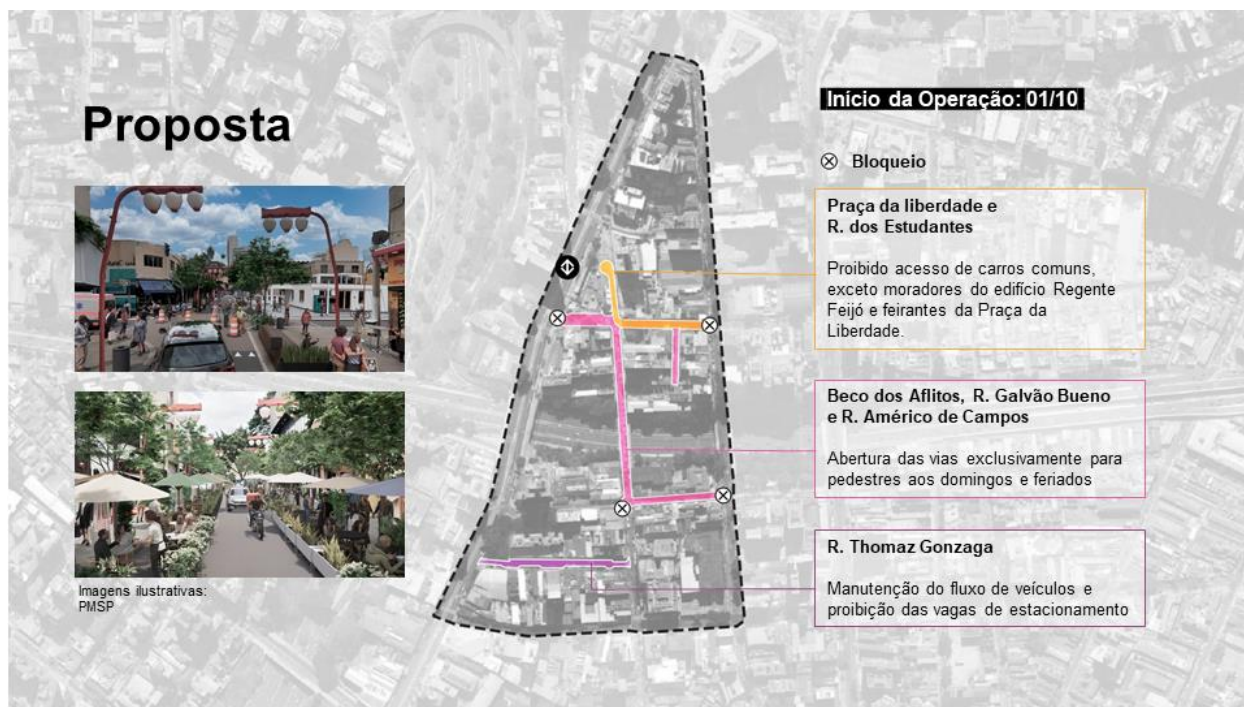 Proposta
Imagens ilustrativas:
PMSP
Início da Operação: 01/10
Bloqueio
Praça da liberdade e
R. dos Estudantes
Proibido acesso de carros comuns,
exceto moradores do edifício Regente
Feijó e feirantes da Praça da
Liberdade.
Beco dos Aflitos, R. Galvão Bueno
e R. Américo de Campos
Abertura das vias exclusivamente para
pedestres aos domingos e feriados
R. Thomaz Gonzaga
Manutenção do fluxo de veículos e
proibição das vagas de estacionamento